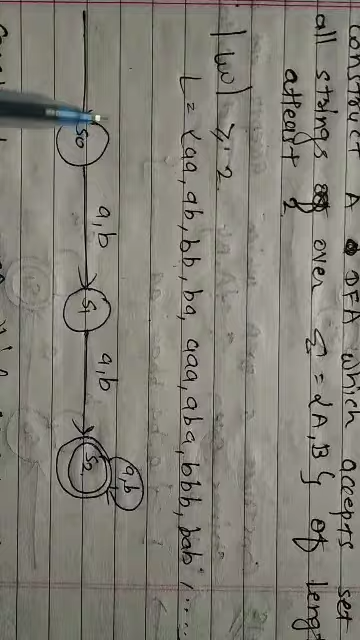 Construct A DFA which accepts set
all strings over Σ = {A,B} of length
atleast 2
|w| ≥ 2
L = {aa, ab, bb, ba, aaa, aba, bbb, bab, .....
S0 a,b S1 a,b S2 a,b